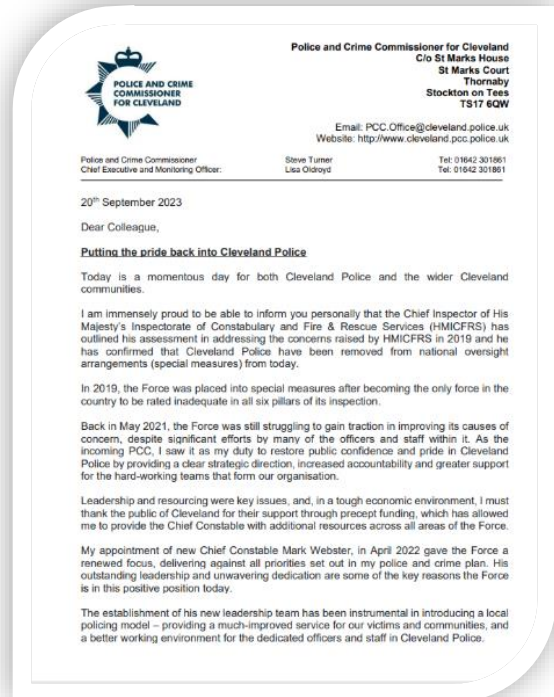 POLICE AND CRIME
COMMISSIONER
FOR CLEVELAND
Police and Crime Commissioner for Cleveland
C/o St Marks House
St Marks Court
Thornaby
Stockton on Tees
TS17 6QW
Email: PCC.Office@cleveland.police.uk
Website: http://www.cleveland.pcc.police.uk
Police and Crime Commissioner Steve Turner Tel: 01642 301861
Chief Executive and Monitoring Officer: Lisa Oldroyd Tel: 01642 301861
20th September 2023
Dear Colleague,
Putting the pride back into Cleveland Police
Today is a momentous day for both Cleveland Police and the wider Cleveland
communities.
I am immensely proud to be able to inform you personally that the Chief Inspector of His
Majesty's Inspectorate of Constabulary and Fire & Rescue Services (HMICFRS) has
outlined his assessment in addressing the concerns raised by HMICFRS in 2019 and he
has confirmed that Cleveland Police have been removed from national oversight
arrangements (special measures) from today.
In 2019, the Force was placed into special measures after becoming the only force in the
country to be rated inadequate in all six pillars of its inspection.
Back in May 2021, the Force was still struggling to gain traction in improving its causes of
concern, despite significant efforts by many of the officers and staff within it. As the
incoming PCC, I saw it as my duty to restore public confidence and pride in Cleveland
Police by providing a clear strategic direction, increased accountability and greater support
for the hard-working teams that form our organisation.
Leadership and resourcing were key issues, and, in a tough economic environment, I must
thank the public of Cleveland for their support through precept funding, which has allowed
me to provide the Chief Constable with additional resources across all areas of the Force.
My appointment of new Chief Constable Mark Webster, in April 2022 gave the Force a
renewed focus, delivering against all priorities set out in my police and crime plan. His
outstanding leadership and unwavering dedication are some of the key reasons the Force
is in this positive position today.
The establishment of his new leadership team has been instrumental in introducing a local
policing model – providing a much-improved service for our victims and communities, and
a better working environment for the dedicated officers and staff in Cleveland Police.